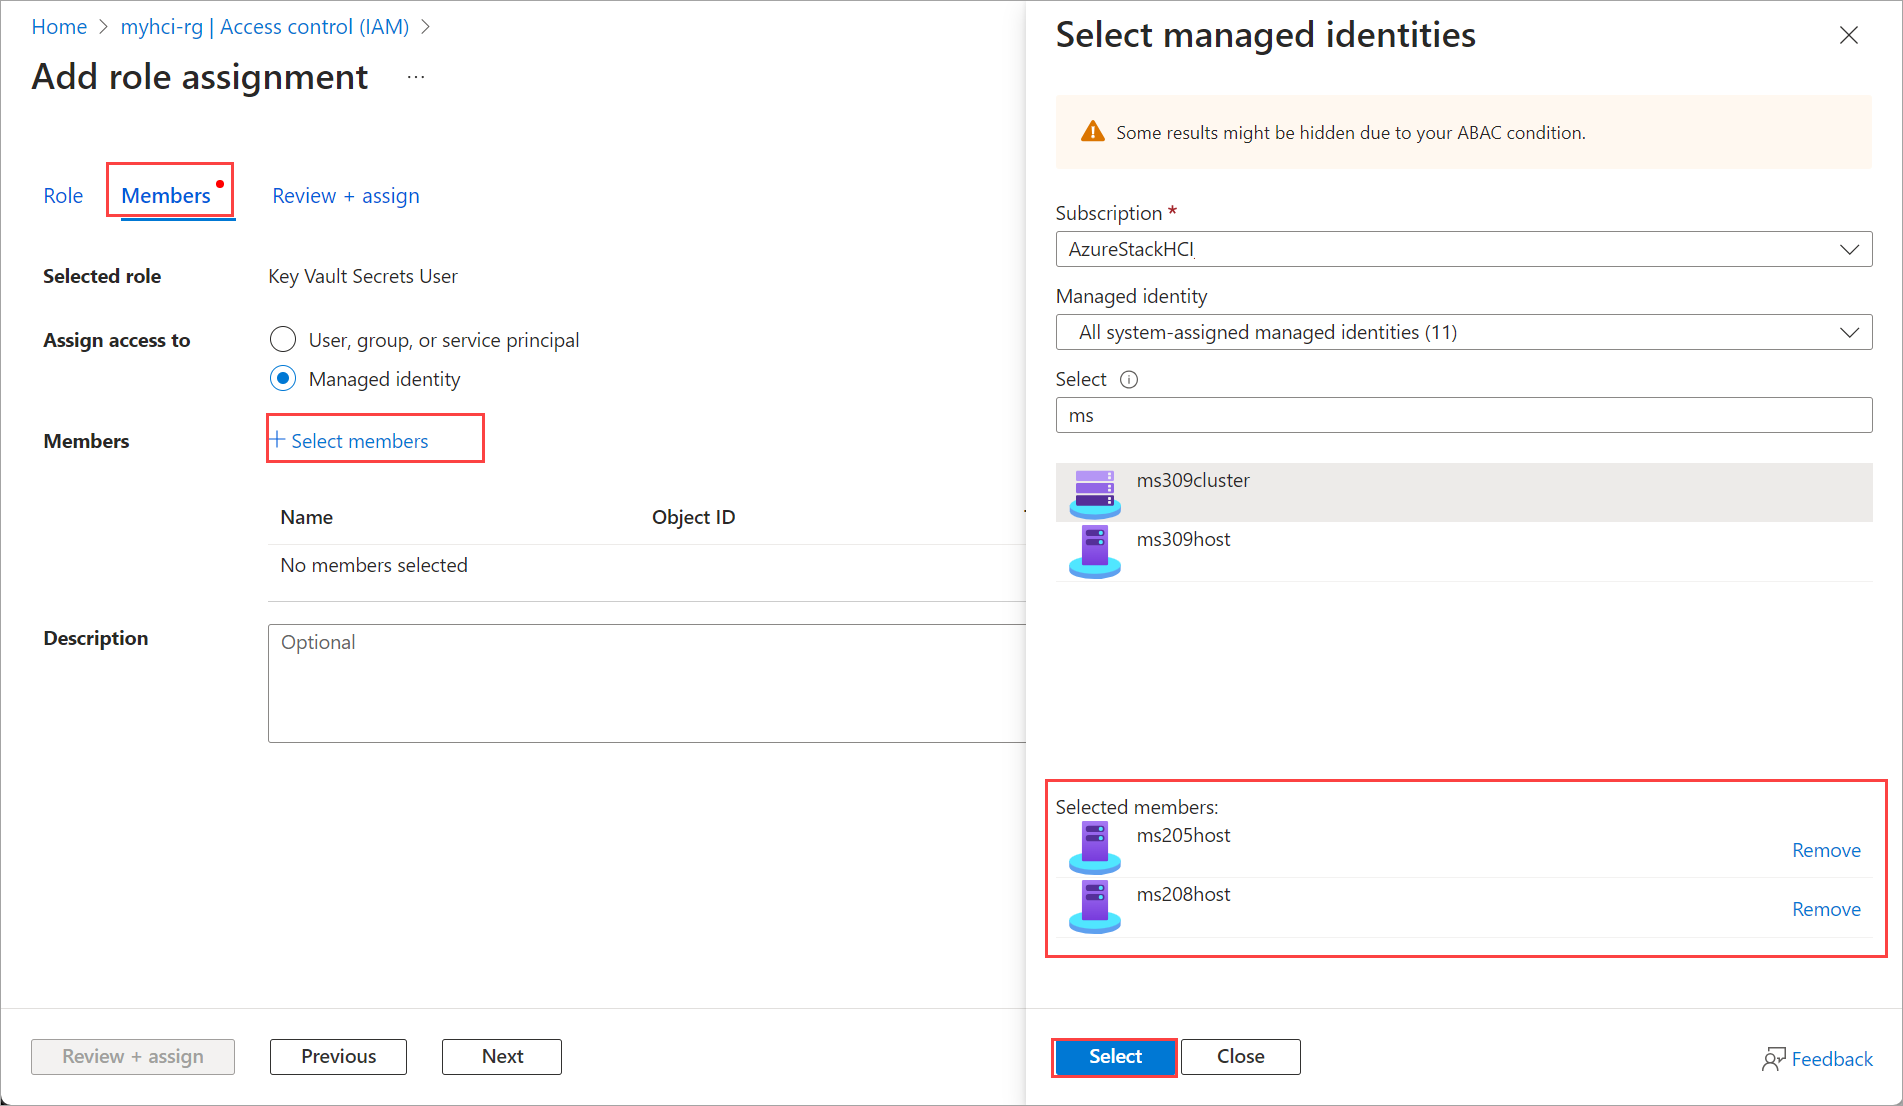 Home > myhci-rg | Access control (IAM) >
Add role assignment ...
Role Members Review + assign
Selected role Key Vault Secrets User
Assign access to User, group, or service principal
Managed identity
Members + Select members
Name Object ID
No members selected
Description Optional
Review + assign Previous Next
Select managed identities
Some results might be hidden due to your ABAC condition.
Subscription *
AzureStackHCI
Managed identity
All system-assigned managed identities (11)
Select
ms
ms309cluster
ms309host
Selected members:
ms205host
Remove
ms208host
Remove
Select Close Feedback